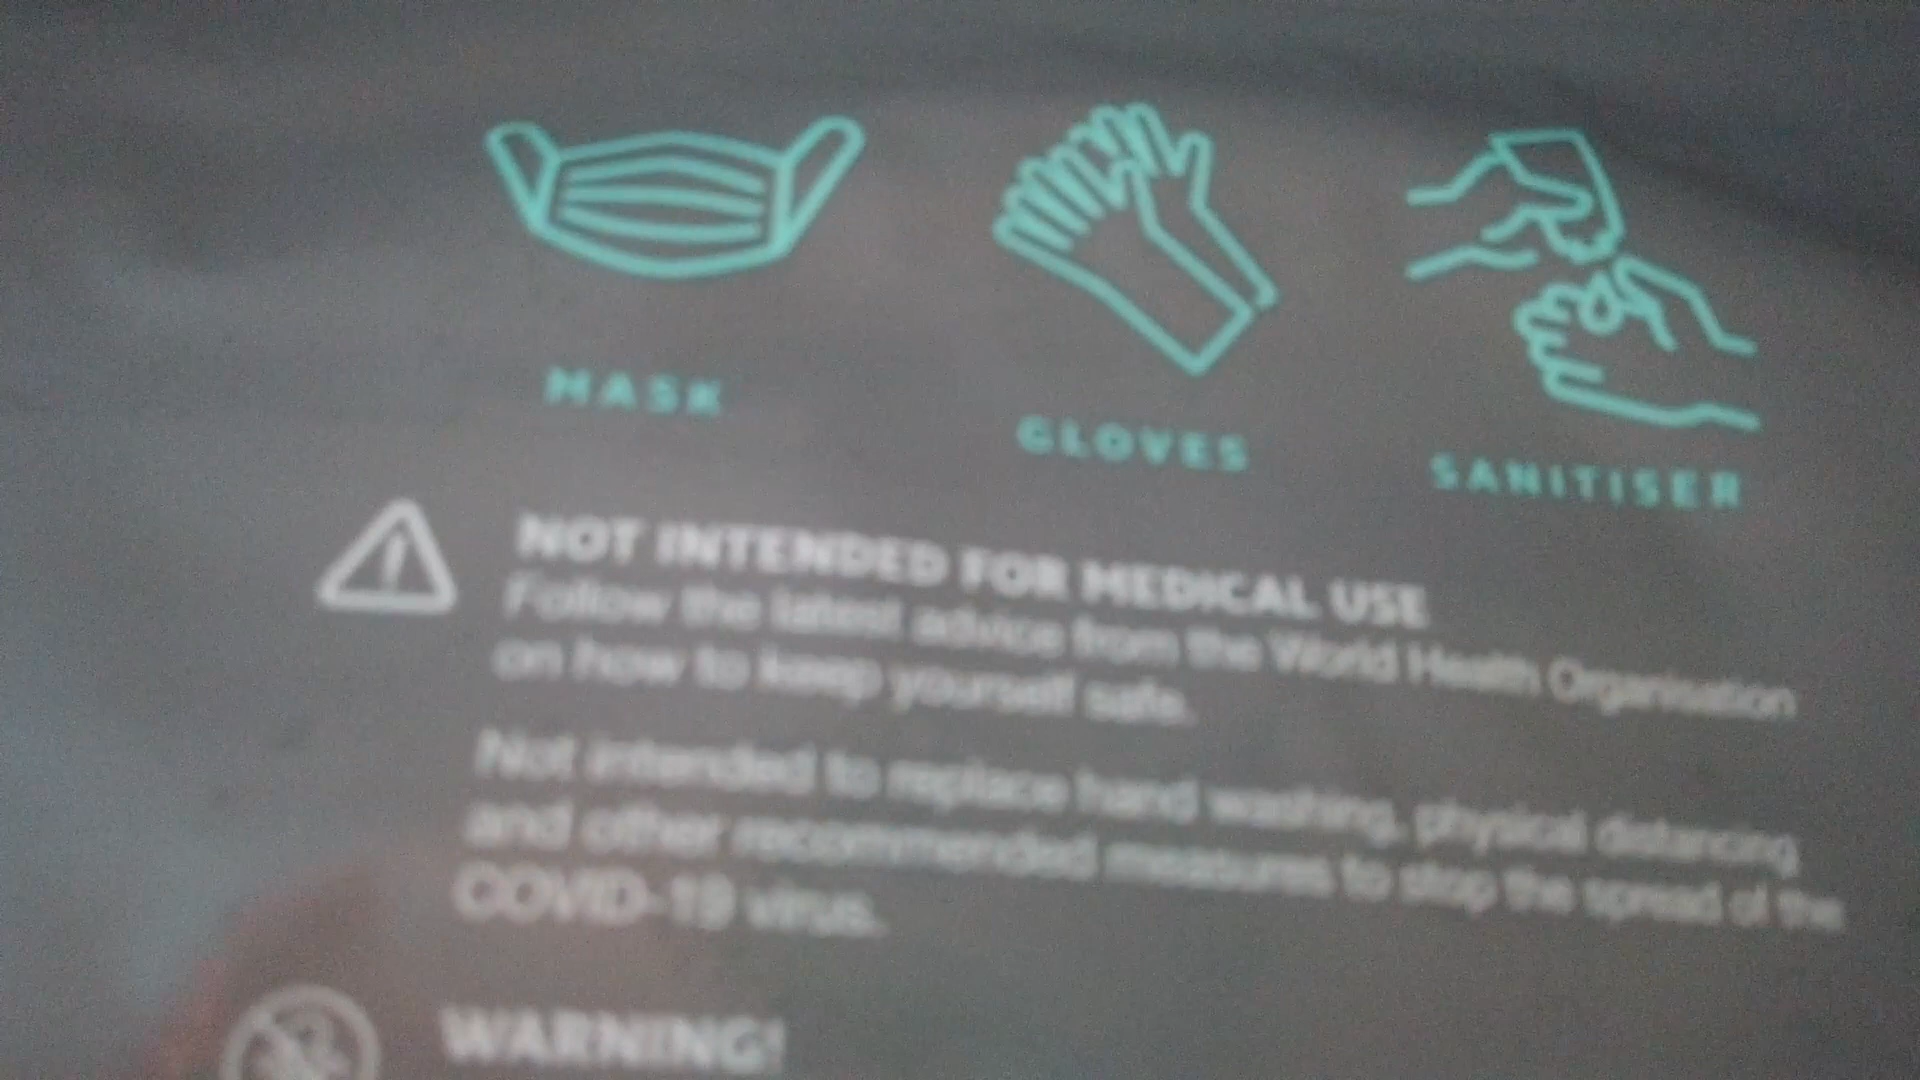 MASK
GLOVES
SANITISER
NOT INTENDED FOR MEDICAL USE
Follow the latest advice from the World Health Organisation
on how to keep yourself safe.
Not intended to replace hand washing, physical distancing
and other recommended measures to stop the spread of the
COVID-19 virus.
WARNING!